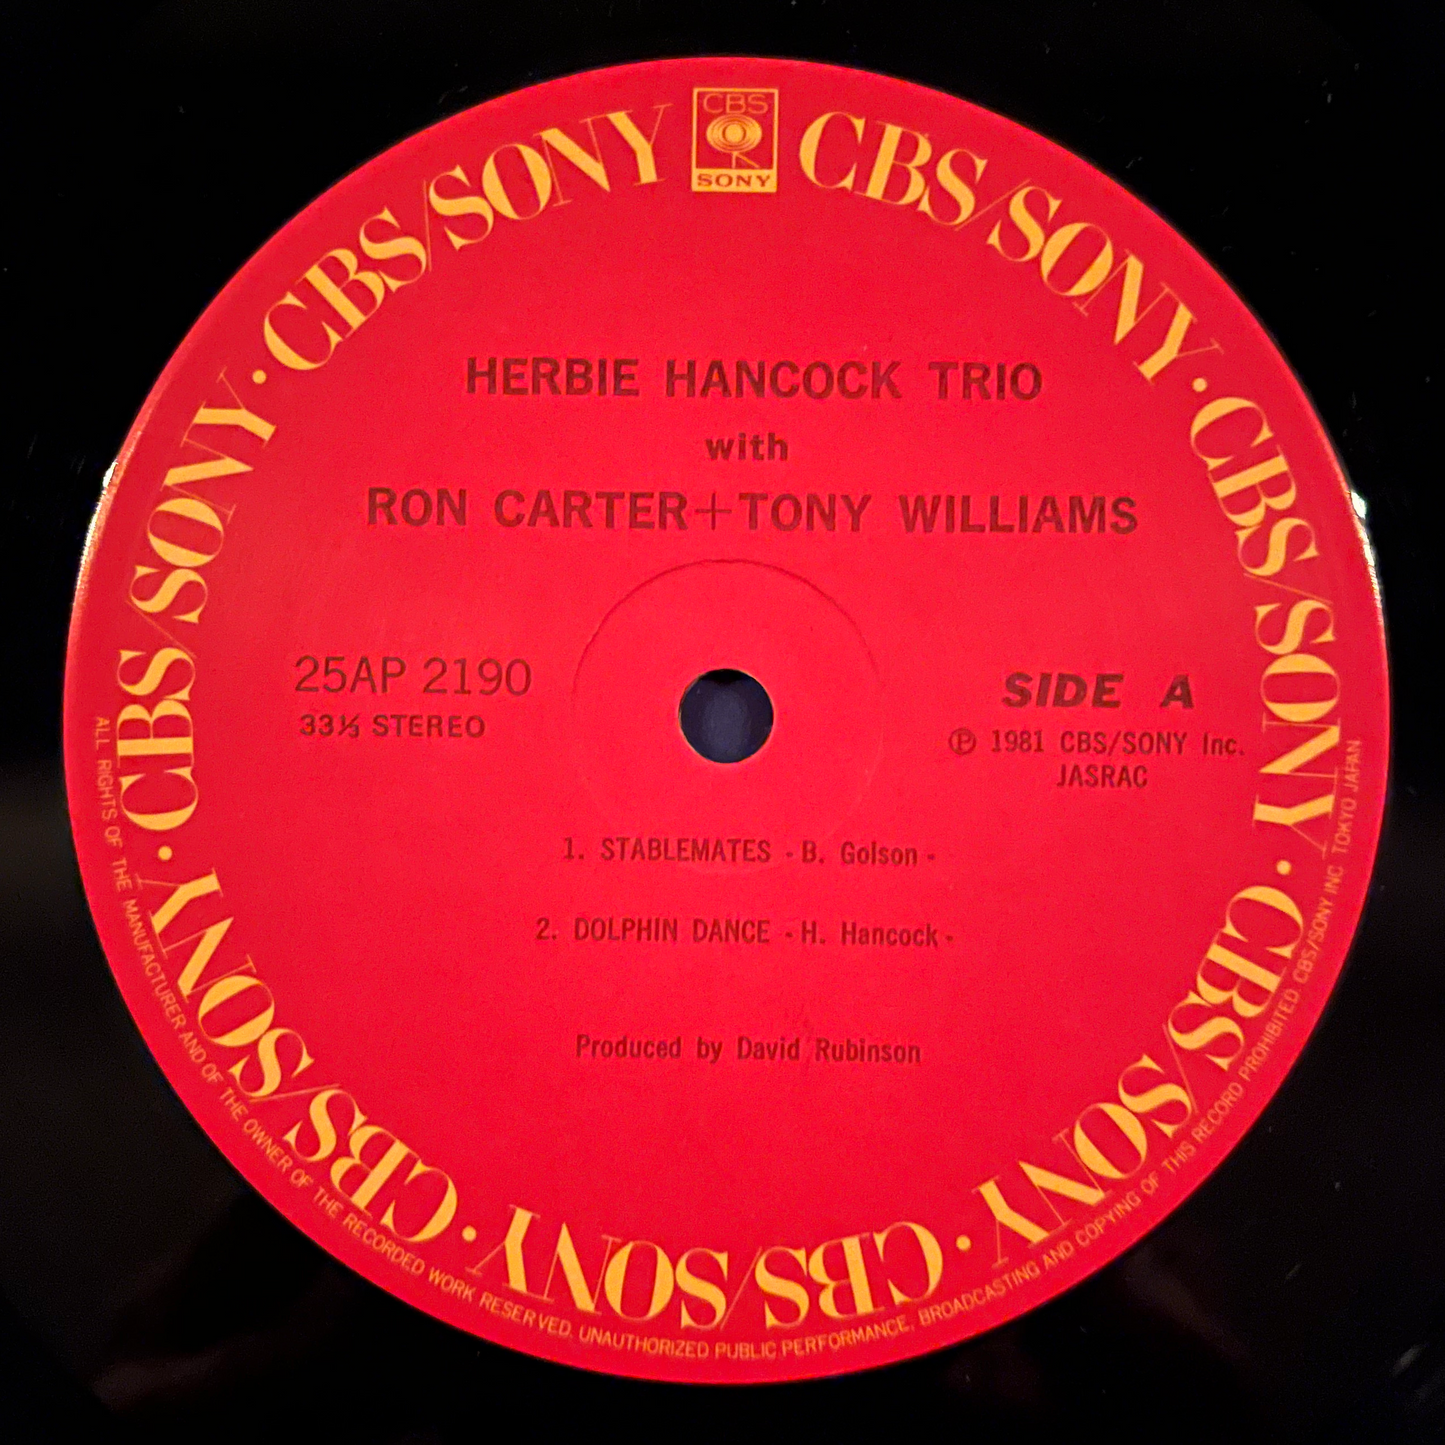 CBS
SONY
CBS/SONY · CBS/SONY · CBS/SONY · CBS/SONY · CBS/SONY · CBS/SONY · CBS/SONY · CBS/SONY
HERBIE HANCOCK TRIO
with
RON CARTER+TONY WILLIAMS
25AP 2190
33⅓ STEREO
SIDE A
Ⓟ 1981 CBS/SONY Inc.
JASRAC
1. STABLEMATES - B. Golson -
2. DOLPHIN DANCE - H. Hancock -
Produced by David Rubinson
ALL RIGHTS OF THE MANUFACTURER AND OF THE OWNER OF THE RECORDED WORK RESERVED. UNAUTHORIZED PUBLIC PERFORMANCE, BROADCASTING AND COPYING OF THIS RECORD PROHIBITED. CBS/SONY INC TOKYO JAPAN